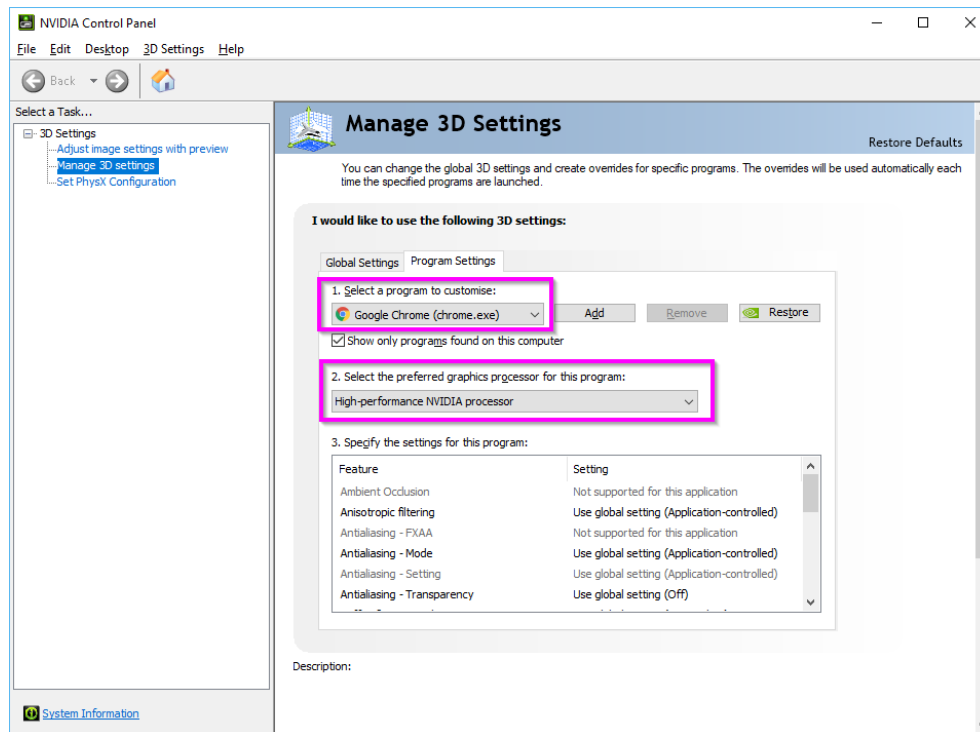 NVIDIA Control Panel
File Edit Desktop 3D Settings Help
Back
Select a Task...
3D Settings
Adjust image settings with preview
Manage 3D settings
Set PhysX Configuration
System Information
Manage 3D Settings
Restore Defaults
You can change the global 3D settings and create overrides for specific programs. The overrides will be used automatically each
time the specified programs are launched.
I would like to use the following 3D settings:
Global Settings Program Settings
1. Select a program to customise:
Google Chrome (chrome.exe) Add Remove Restore
Show only programs found on this computer
2. Select the preferred graphics processor for this program:
High-performance NVIDIA processor
3. Specify the settings for this program:
Feature Setting
Ambient Occlusion Not supported for this application
Anisotropic filtering Use global setting (Application-controlled)
Antialiasing - FXAA Not supported for this application
Antialiasing - Mode Use global setting (Application-controlled)
Antialiasing - Setting Use global setting (Application-controlled)
Antialiasing - Transparency Use global setting (Off)
Description: